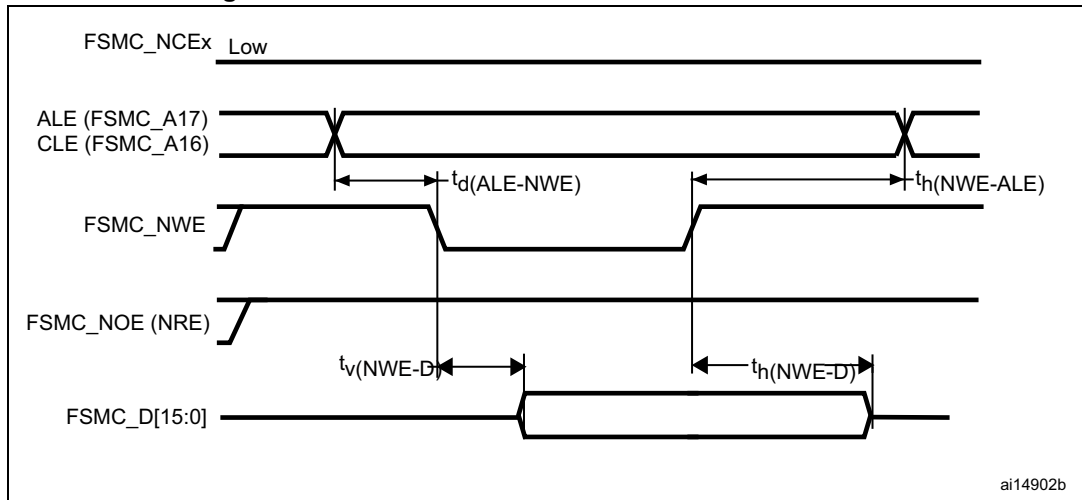 FSMC_NCEx Low
ALE (FSMC_A17)
CLE (FSMC_A16)
td(ALE-NWE)
th(NWE-ALE)
FSMC_NWE
FSMC_NOE (NRE)
tv(NWE-D)
th(NWE-D)
FSMC_D[15:0]
ai14902b